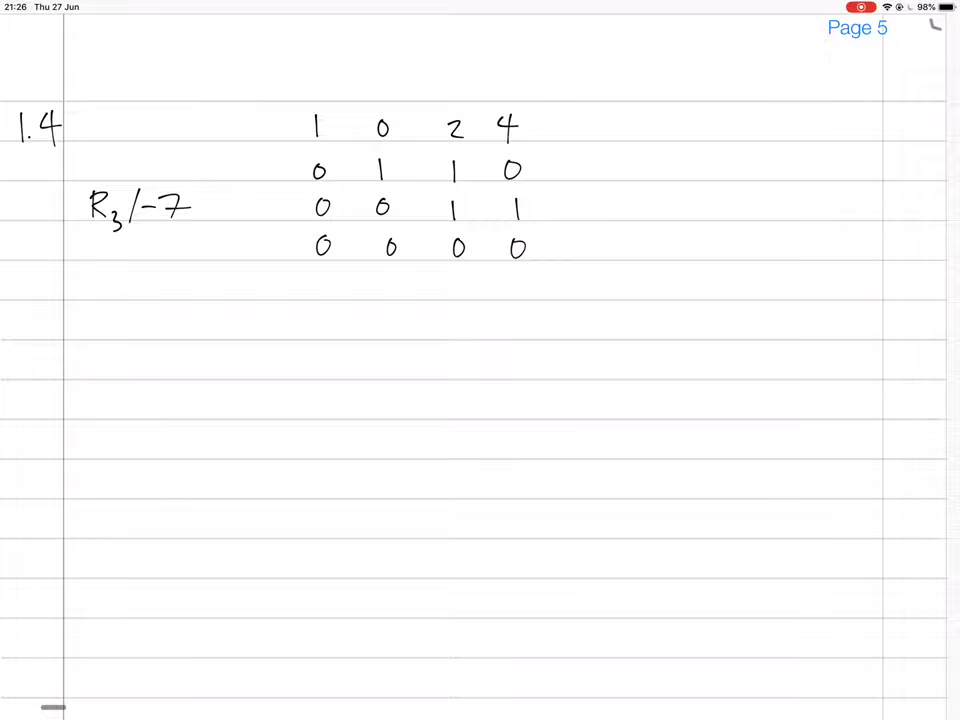 21:26 Thu 27 Jun 98%
Page 5
1.4 1 0 2 4
0 1 1 0
R3/-7 0 0 1 1
0 0 0 0